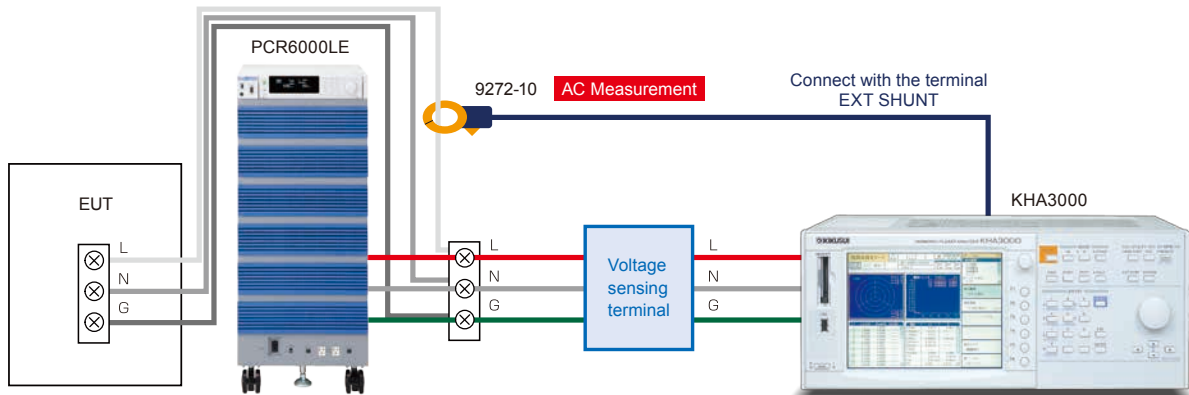 PCR6000LE
9272-10
AC Measurement
Connect with the terminal
EXT SHUNT
EUT
L
N
G
L
N
G
Voltage
sensing
terminal
L
N
G
KHA3000
KIKUSUI
KHA3000